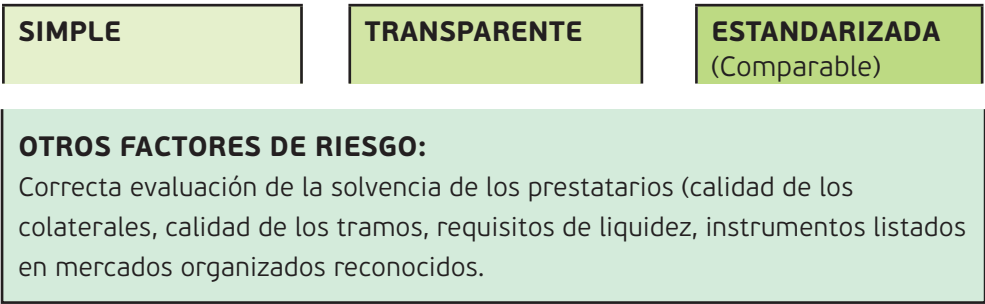 SIMPLE
TRANSPARENTE
ESTANDARIZADA
(Comparable)
OTROS FACTORES DE RIESGO:
Correcta evaluación de la solvencia de los prestatarios (calidad de los
colaterales, calidad de los tramos, requisitos de liquidez, instrumentos listados
en mercados organizados reconocidos.